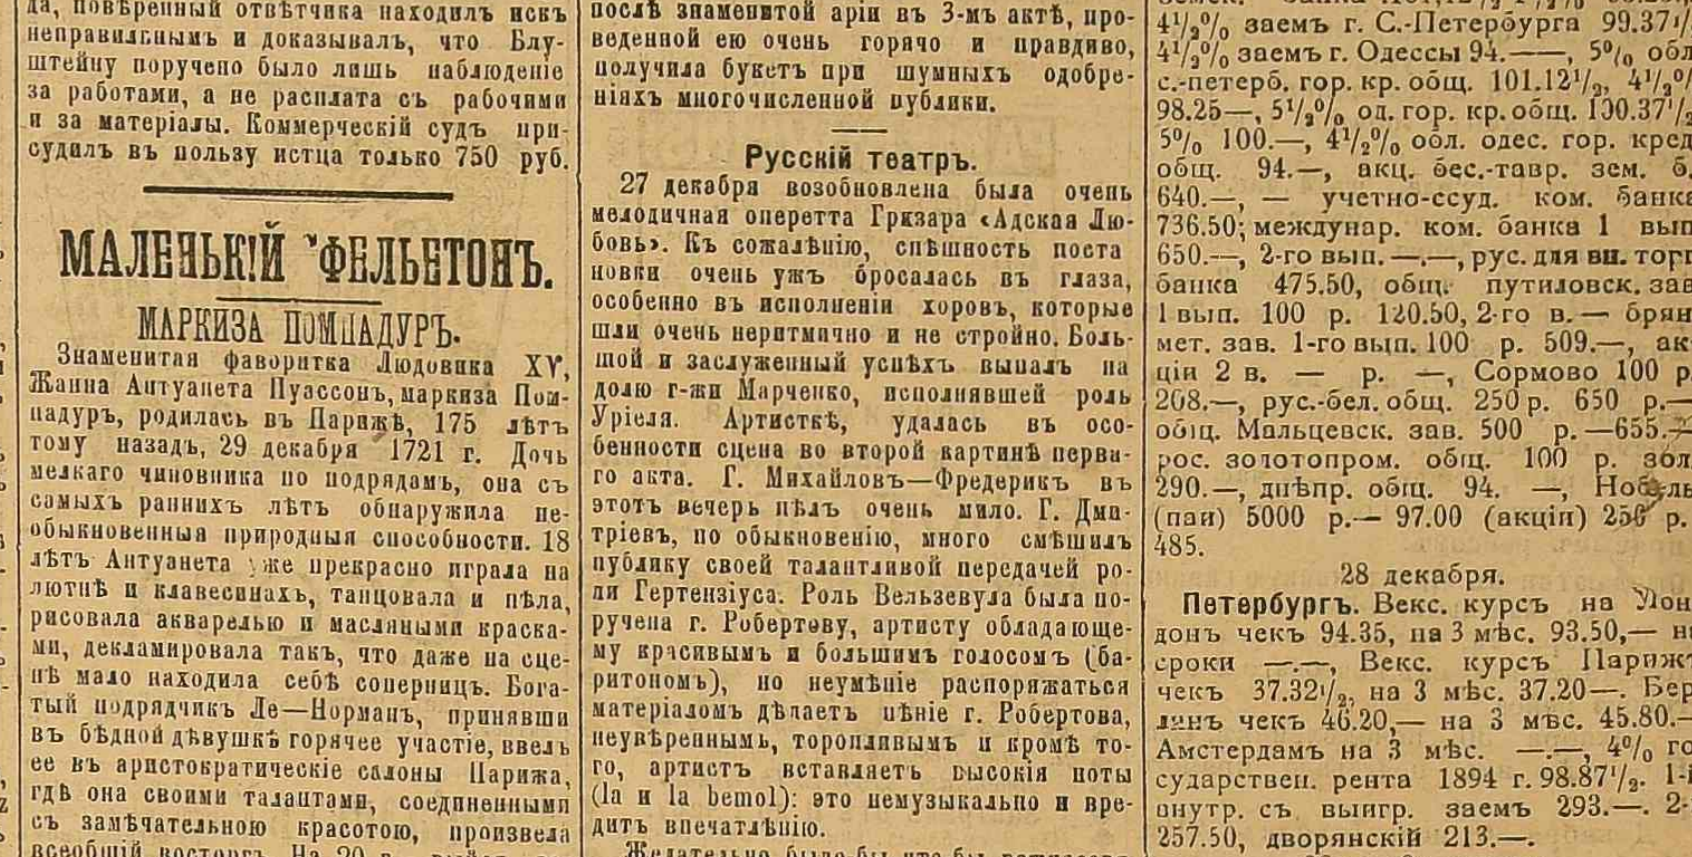 да, повѣренный отвѣтчика находилъ искъ
неправильнымъ и доказывалъ, что Блу-
штейну поручено было лишь наблюденіе
за работами, а не расплата съ рабочими
и за матеріалы. Коммерческій судъ при-
судилъ въ пользу истца только 750 руб.
МАЛЕНЬКІЙ ФЕЛЬЕТОНЪ.
МАРКИЗА ПОМПАДУРЪ.
Знаменитая фаворитка Людовика XV,
Жанна Антуанета Пуассонъ, маркиза Пом-
падуръ, родилась въ Парижѣ, 175 лѣтъ
тому назадъ, 29 декабря 1721 г. Дочь
мелкаго чиновника по подрядамъ, она съ
самыхъ раннихъ лѣтъ обнаружила не-
обыкновенныя природныя способности. 18
лѣтъ Антуанета уже прекрасно играла на
лютнѣ и клавесинахъ, танцовала и пѣла,
рисовала акварелью и масляными краска-
ми, декламировала такъ, что даже на сце-
нѣ мало находила себѣ соперницъ. Бога-
тый подрядчикъ Ле—Норманъ, принявши
въ бѣдной дѣвушкѣ горячее участіе, ввелъ
ее въ аристократическіе салоны Парижа,
гдѣ она своими талантами, соединенными
съ замѣчательною красотою, произвела
всеобщій восторгъ. На 20 г.
послѣ знаменитой аріи въ 3-мъ актѣ, про-
веденной ею очень горячо и правдиво,
получила букетъ при шумныхъ одобре-
ніяхъ многочисленной публики.
Русскій театръ.
27 декабря возобновлена была очень
мелодичная оперетта Гризара «Адская Лю-
бовь». Къ сожалѣнію, спѣшность поста
новки очень ужъ бросалась въ глаза,
особенно въ исполненіи хоровъ, которые
шли очень неритмично и не стройно. Боль-
шой и заслуженный успѣхъ выпалъ на
долю г-жи Марченко, исполнявшей роль
Уріеля. Артисткѣ, удалась въ осо-
бенности сцена во второй картинѣ перва-
го акта. Г. Михайловъ—Фредерикъ въ
этотъ вечеръ пѣлъ очень мило. Г. Дми-
тріевъ, по обыкновенію, много смѣшилъ
публику своей талантливой передачей ро-
ли Гертензіуса. Роль Вельзевула была по-
ручена г. Робертову, артисту обладающе-
му красивымъ и большимъ голосомъ (ба-
ритономъ), но неумѣніе распоряжаться
матеріаломъ дѣлаетъ пѣніе г. Робертова,
неувѣреннымъ, торопливымъ и кромѣ то-
го, артистъ вставляетъ высокія ноты
(la и la bemol): это немузыкально и вре-
дитъ впечатлѣнію.
Желательно было-бы, что-бы
4½% заемъ г. С.-Петербурга 99.37½
4½% заемъ г. Одессы 94.——, 5% обл
с.-петерб. гор. кр. общ. 101.12½, 4½%
98.25—, 5½% од. гор. кр. общ. 100.37½
5% 100.—, 4½% обл. одес. гор. кред
общ. 94.—, акц. бес.-тавр. зем. б.
640.—, — учетно-ссуд. ком. банка
736.50; междунар. ком. банка 1 вып
650.—, 2-го вып. —.—, рус. для вн. торг
банка 475.50, общ. путиловск. зав
1 вып. 100 р. 120.50, 2-го в.— брян
мет. зав. 1-го вып. 100 р. 509.—, ак-
ціи 2 в. — р. —, Сормово 100 р.
208.—, рус.-бел. общ. 250 р. 650 р.—
общ. Мальцевск. зав. 500 р. —655.—
рос. золотопром. общ. 100 р. зол.
290.—, днѣпр. общ. 94. —, Нобель
(паи) 5000 р.— 97.00 (акціи) 250 р.
485.
28 декабря.
Петербургъ. Векс. курсъ на Лон-
донъ чекъ 94.35, на 3 мѣс. 93.50,— на
сроки —.—, Векс. курсъ Парижъ
чекъ 37.32½, на 3 мѣс. 37.20—. Бер
линъ чекъ 46.20,— на 3 мѣс. 45.80.—
Амстердамъ на 3 мѣс. —.—, 4% го
сударствен. рента 1894 г. 98.87½. 1-й
внутр. съ выигр. заемъ 293.—. 2-
257.50, дворянскій 213.—.